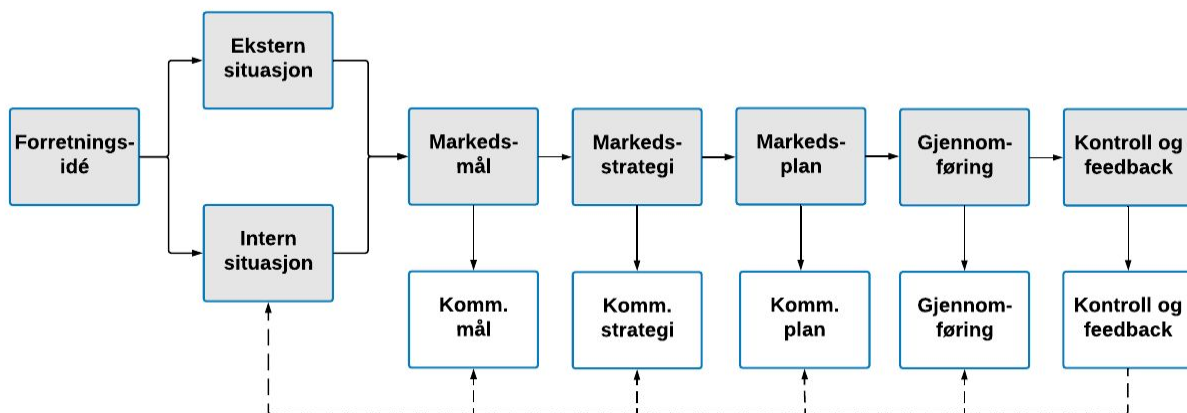 Ekstern
situasjon
Forretnings-
idé
Intern
situasjon
Markeds-
mål
Markeds-
strategi
Markeds-
plan
Gjennom-
føring
Kontroll og
feedback
Komm.
mål
Komm.
strategi
Komm.
plan
Gjennom-
føring
Kontroll og
feedback